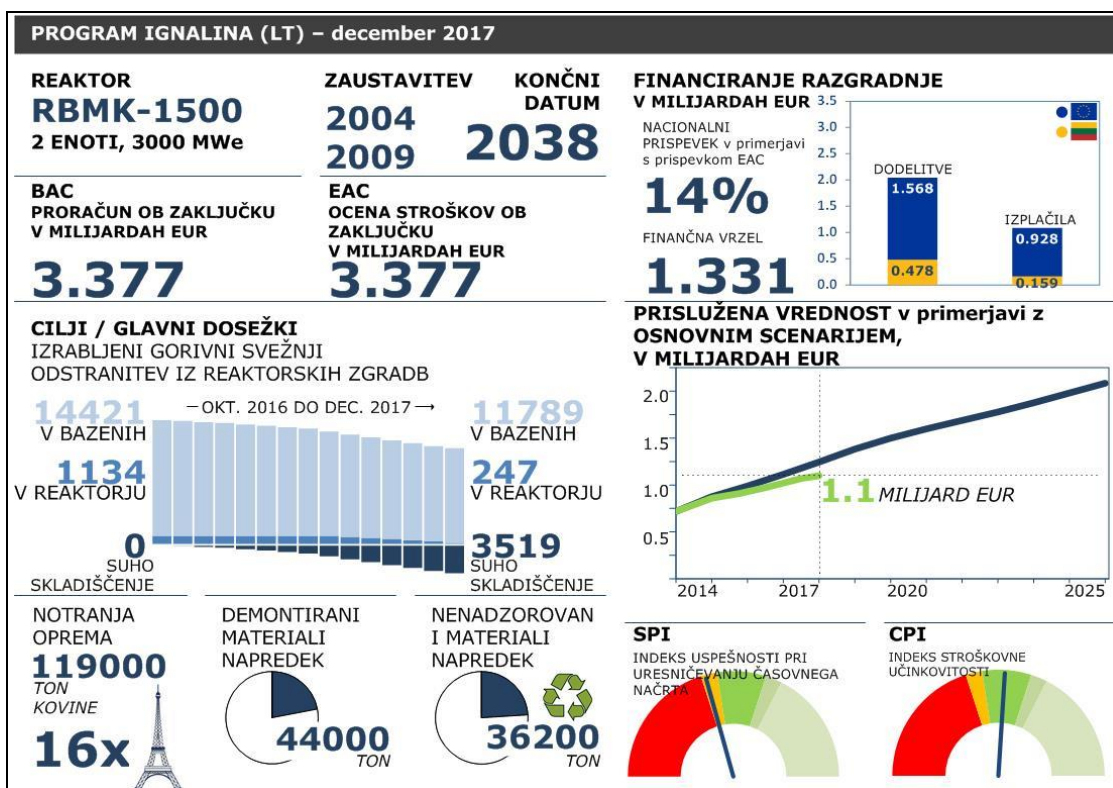 PROGRAM IGNALINA (LT) – december 2017
REAKTOR
RBMK-1500
2 ENOTI, 3000 MWe
ZAUSTAVITEV
2004
2009
KONČNI
DATUM
2038
BAC
PRORAČUN OB ZAKLJUČKU
V MILIJARDAH EUR
3.377
EAC
OCENA STROŠKOV OB
ZAKLJUČKU
V MILIJARDAH EUR
3.377
FINANCIRANJE RAZGRADNJE
V MILIJARDAH EUR
NACIONALNI
PRISPEVEK v primerjavi
s prispevkom EAC
14%
FINANČNA VRZEL
1.331
3.5
3.0
2.5
2.0
1.5
1.0
0.5
0.0
DODELITVE
1.568
0.478
IZPLAČILA
0.928
0.159
CILJI / GLAVNI DOSEŽKI
IZRABLJENI GORIVNI SVEŽNJI
ODSTRANITEV IZ REAKTORSKIH ZGRADB
14421
V BAZENIH
1134
V REAKTORJU
0
SUHO
SKLADIŠČENJE
OKT. 2016 DO DEC. 2017
11789
V BAZENIH
247
V REAKTORJU
3519
SUHO
SKLADIŠČENJE
PRISLUŽENA VREDNOST v primerjavi z
OSNOVNIM SCENARIJEM,
V MILIJARDAH EUR
2.0
1.5
1.0
0.5
1.1 MILIJARD EUR
2014 2017 2020 2025
NOTRANJA
OPREMA
119000
TON
KOVINE
16x
DEMONTIRANI
MATERIALI
NAPREDEK
44000
TON
NENADZOROVAN
I MATERIALI
NAPREDEK
36200
TON
SPI
INDEKS USPEŠNOSTI PRI
URESNIČEVANJU ČASOVNEGA
NAČRTA
CPI
INDEKS STROŠKOVNE
UČINKOVITOSTI